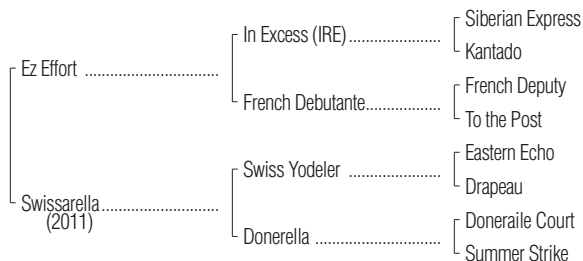 Siberian Express
In Excess (IRE) ........................
Kantado
Ez Effort ...................................
French Deputy
French Debutante...................
To the Post
Eastern Echo
Swiss Yodeler ........................
Drapeau
Swissarella ...............................
(2011)
Doneraile Court
Donerella .................................
Summer Strike